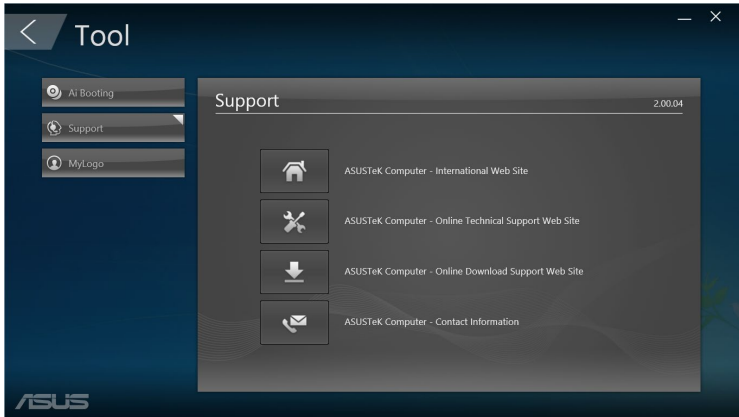 Tool
Ai Booting
Support
MyLogo
Support
2.00.04
ASUSTeK Computer - International Web Site
ASUSTeK Computer - Online Technical Support Web Site
ASUSTeK Computer - Online Download Support Web Site
ASUSTeK Computer - Contact Information
ASUS